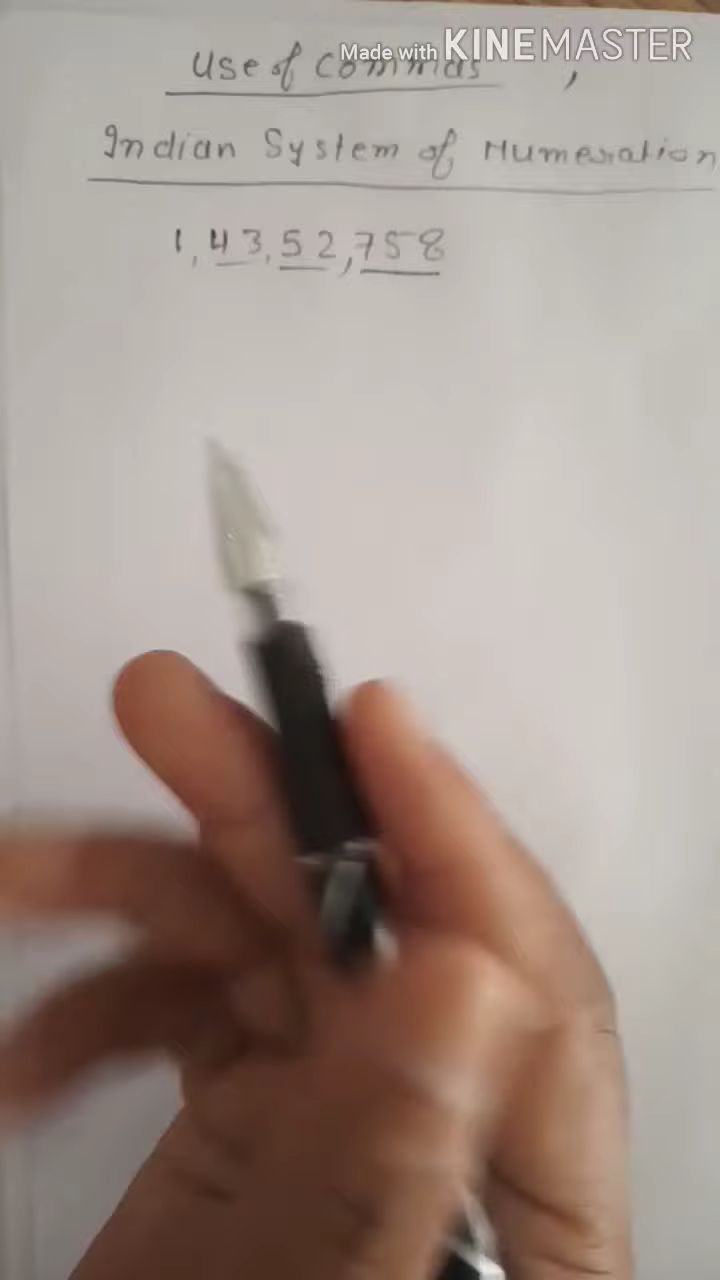 Made with KINEMASTER
Use of Commas ,
Indian System of Numeration
1,43,52,758